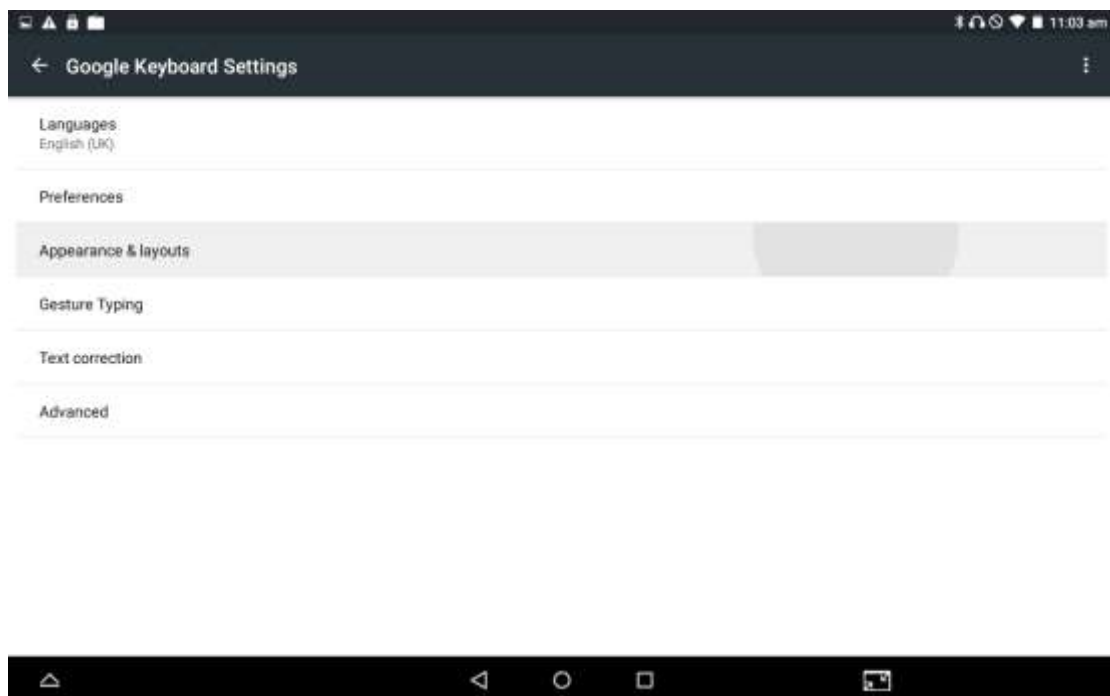 11:03 am
Google Keyboard Settings
Languages
English (UK)
Preferences
Appearance & layouts
Gesture Typing
Text correction
Advanced